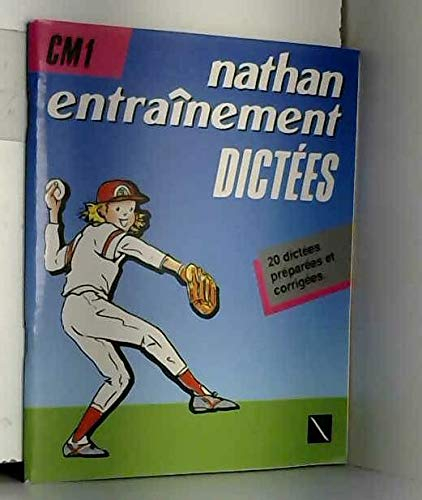 CM1
nathan
entraînement
DICTÉES
20 dictées
préparées et
corrigées